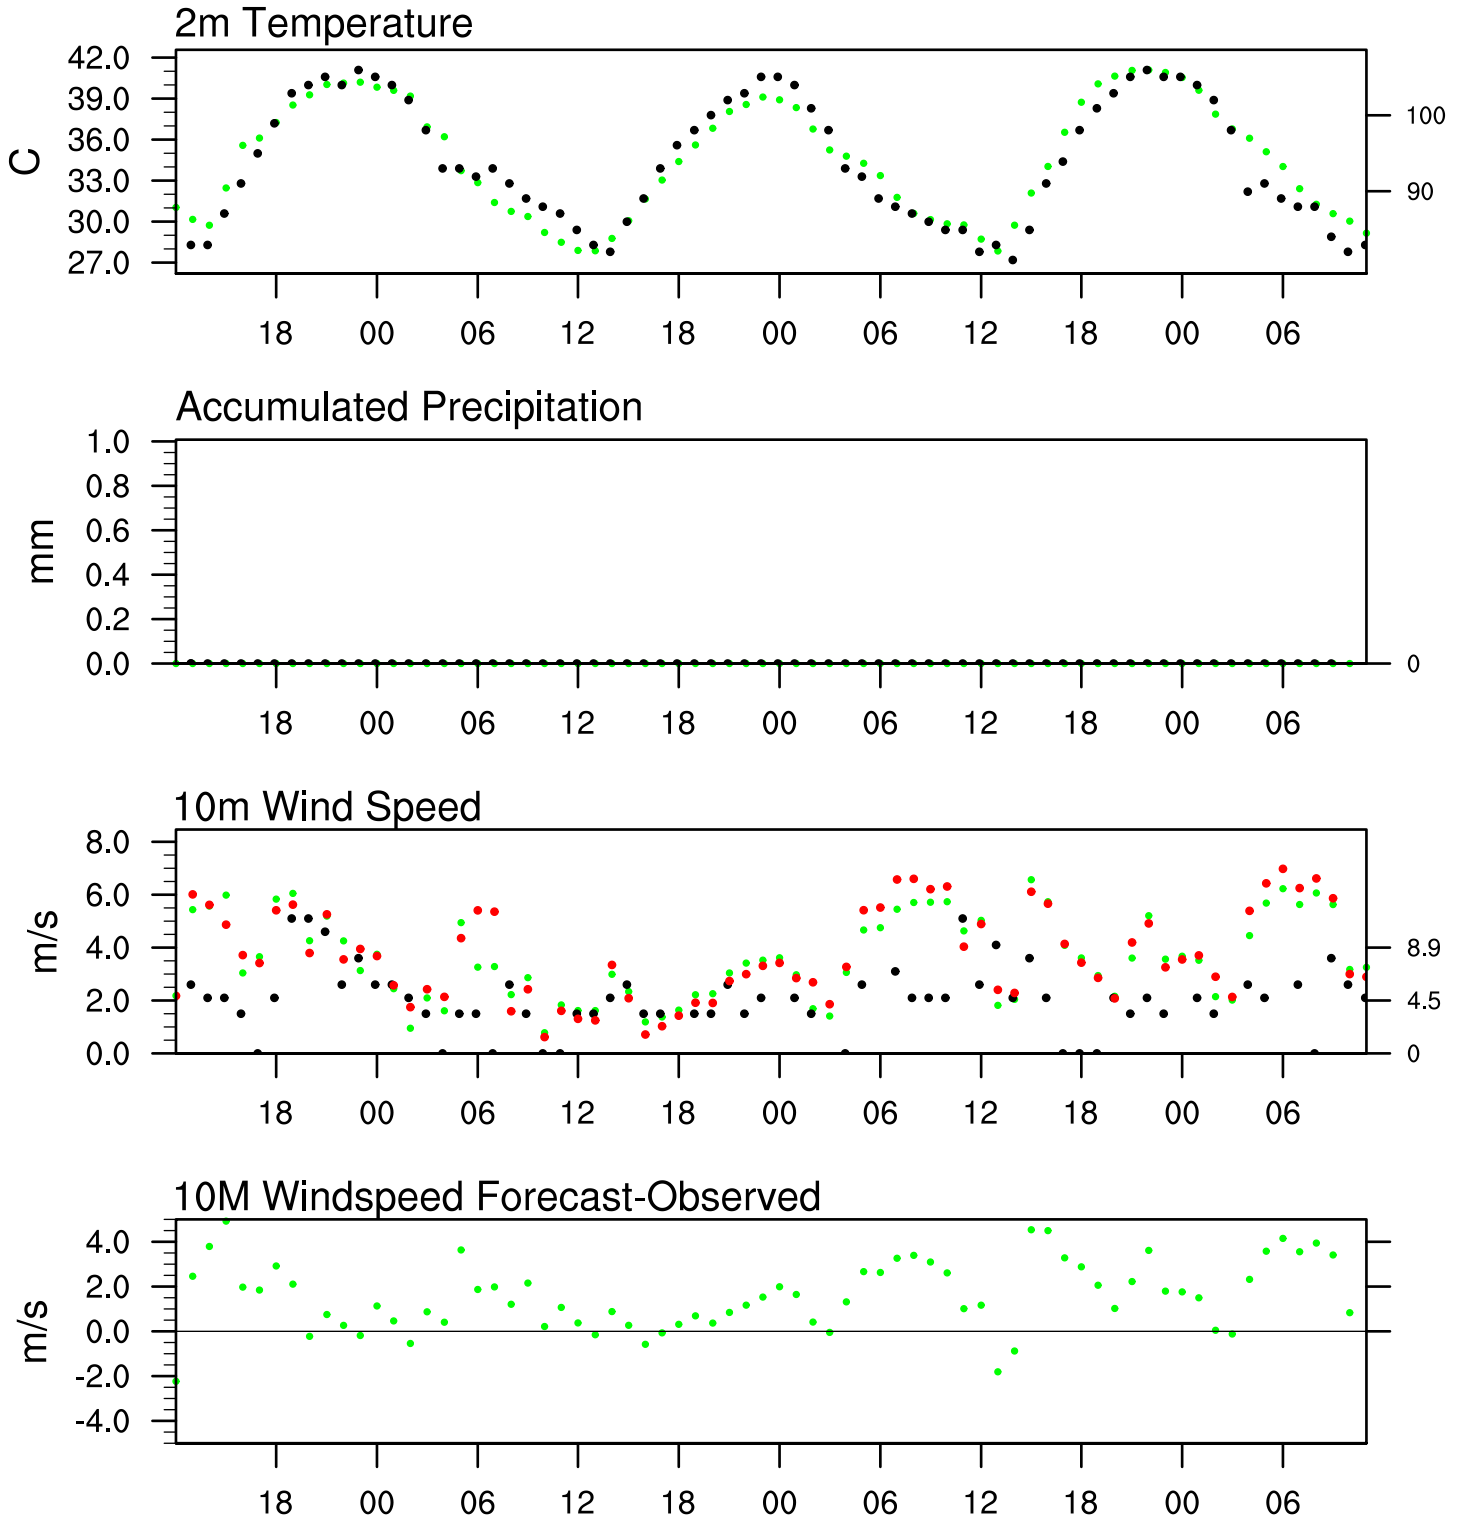 2m Temperature
42.0
39.0
36.0
33.0
30.0
27.0
C
100
90
18 00 06 12 18 00 06 12 18 00 06
Accumulated Precipitation
1.0
0.8
0.6
0.4
0.2
0.0
mm
0
18 00 06 12 18 00 06 12 18 00 06
10m Wind Speed
8.0
6.0
4.0
2.0
0.0
m/s
8.9
4.5
0
18 00 06 12 18 00 06 12 18 00 06
10M Windspeed Forecast-Observed
4.0
2.0
0.0
-2.0
-4.0
m/s
18 00 06 12 18 00 06 12 18 00 06